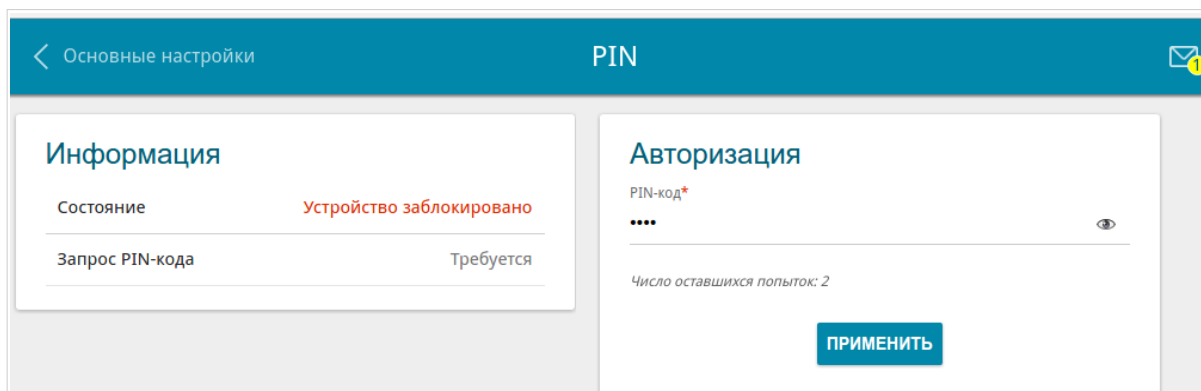 Основные настройки
PIN
1
Информация
Состояние Устройство заблокировано
Запрос PIN-кода Требуется
Авторизация
PIN-код*
••••
Число оставшихся попыток: 2
ПРИМЕНИТЬ